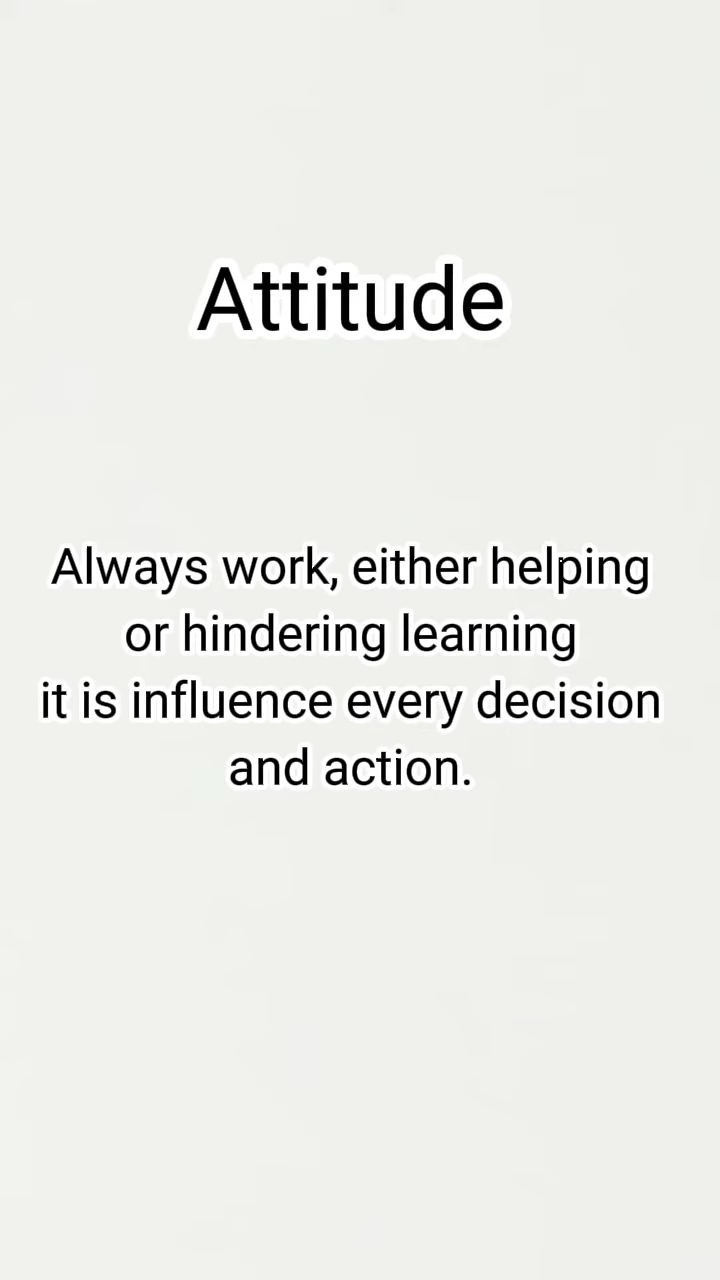 Attitude
Always work, either helping
or hindering learning
it is influence every decision
and action.